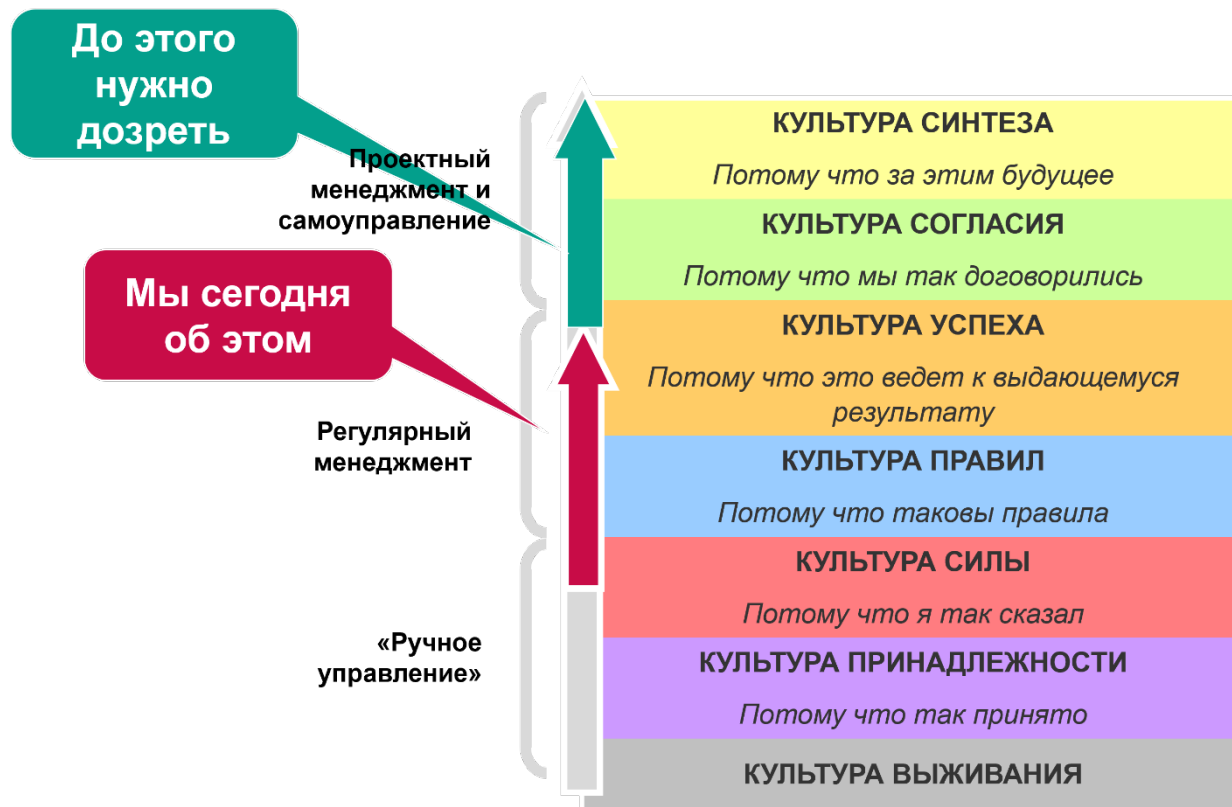 До этого
нужно
дозреть
Проектный
менеджмент и
самоуправление
Мы сегодня
об этом
Регулярный
менеджмент
«Ручное
управление»
КУЛЬТУРА СИНТЕЗА
Потому что за этим будущее
КУЛЬТУРА СОГЛАСИЯ
Потому что мы так договорились
КУЛЬТУРА УСПЕХА
Потому что это ведет к выдающемуся
результату
КУЛЬТУРА ПРАВИЛ
Потому что таковы правила
КУЛЬТУРА СИЛЫ
Потому что я так сказал
КУЛЬТУРА ПРИНАДЛЕЖНОСТИ
Потому что так принято
КУЛЬТУРА ВЫЖИВАНИЯ